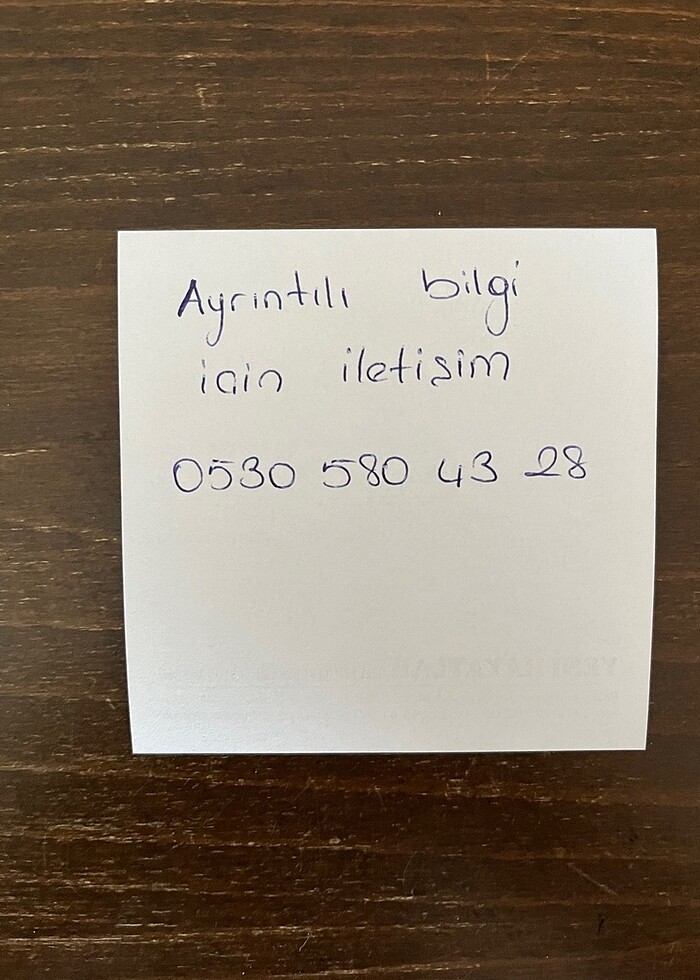 Ayrıntılı bilgi
için iletişim
0530 580 43 28